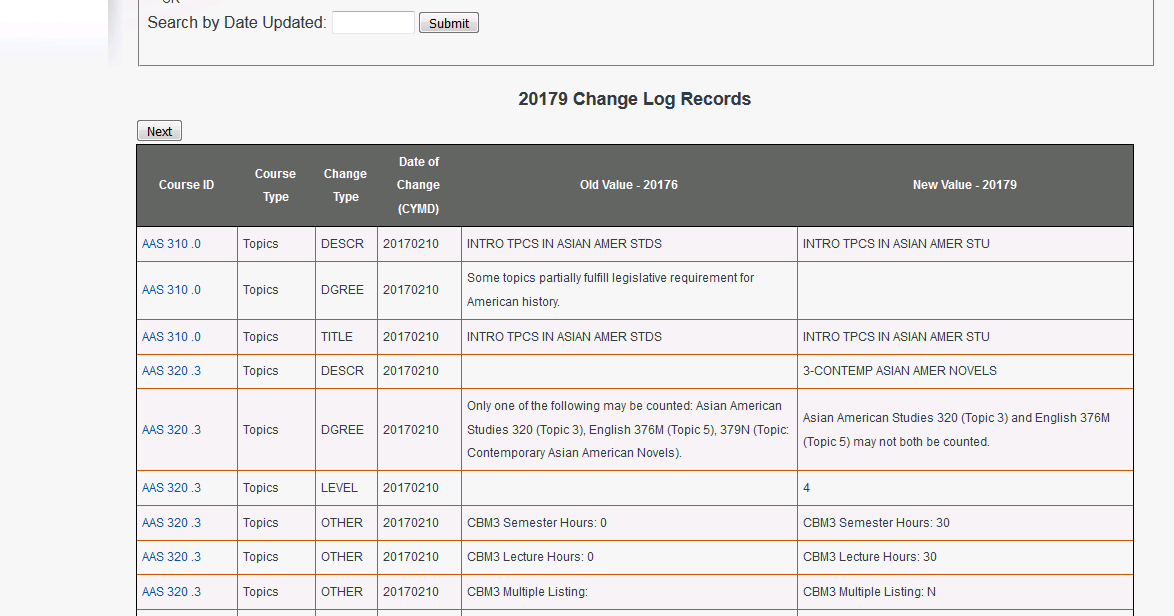 OR
Search by Date Updated: Submit
20179 Change Log Records
Next
Course ID Course Type Change Type Date of Change (CYMD) Old Value - 20176 New Value - 20179
AAS 310 .0 Topics DESCR 20170210 INTRO TPCS IN ASIAN AMER STDS INTRO TPCS IN ASIAN AMER STU
AAS 310 .0 Topics DGREE 20170210 Some topics partially fulfill legislative requirement for
American history.
AAS 310 .0 Topics TITLE 20170210 INTRO TPCS IN ASIAN AMER STDS INTRO TPCS IN ASIAN AMER STU
AAS 320 .3 Topics DESCR 20170210 3-CONTEMP ASIAN AMER NOVELS
AAS 320 .3 Topics DGREE 20170210 Only one of the following may be counted: Asian American
Studies 320 (Topic 3), English 376M (Topic 5), 379N (Topic:
Contemporary Asian American Novels).
Asian American Studies 320 (Topic 3) and English 376M
(Topic 5) may not both be counted.
AAS 320 .3 Topics LEVEL 20170210 4
AAS 320 .3 Topics OTHER 20170210 CBM3 Semester Hours: 0 CBM3 Semester Hours: 30
AAS 320 .3 Topics OTHER 20170210 CBM3 Lecture Hours: 0 CBM3 Lecture Hours: 30
AAS 320 .3 Topics OTHER 20170210 CBM3 Multiple Listing: CBM3 Multiple Listing: N